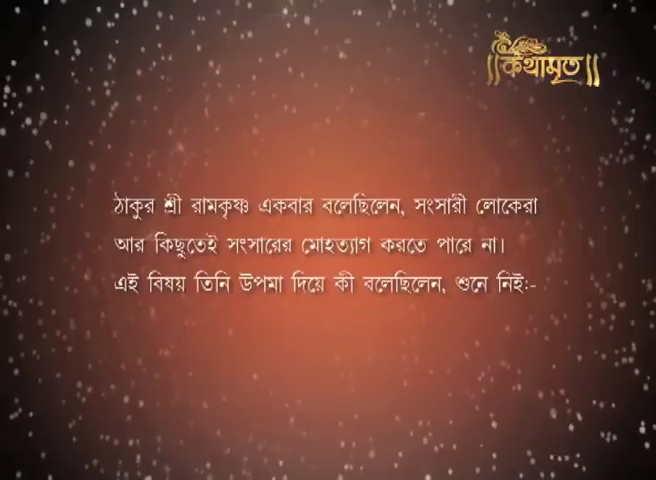 ||কথামৃত||
ঠাকুর শ্রী রামকৃষ্ণ একবার বলেছিলেন, সংসারী লোকেরা
আর কিছুতেই সংসারের মোহত্যাগ করতে পারে না।
এই বিষয় তিনি উপমা দিয়ে কী বলেছিলেন, শুনে নিই:-